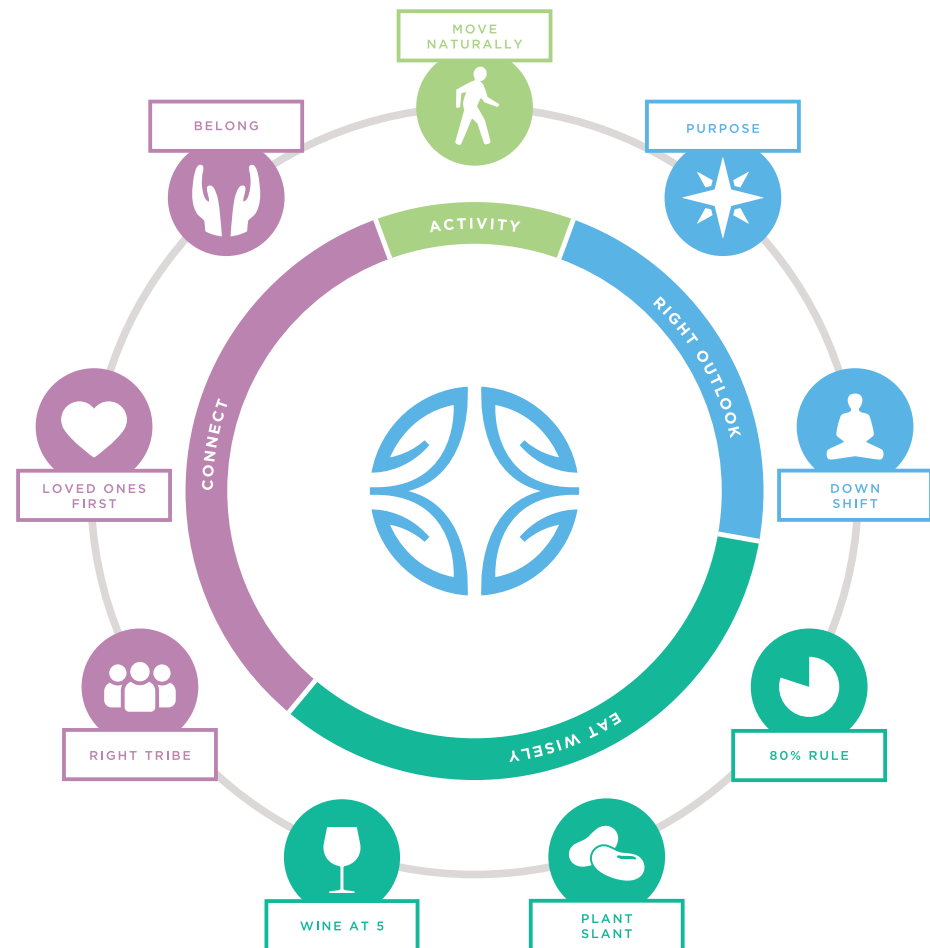 MOVE
NATURALLY
BELONG
PURPOSE
ACTIVITY
RIGHT OUTLOOK
CONNECT
LOVED ONES
FIRST
DOWN
SHIFT
EAT WISELY
RIGHT TRIBE
80% RULE
WINE AT 5
PLANT
SLANT